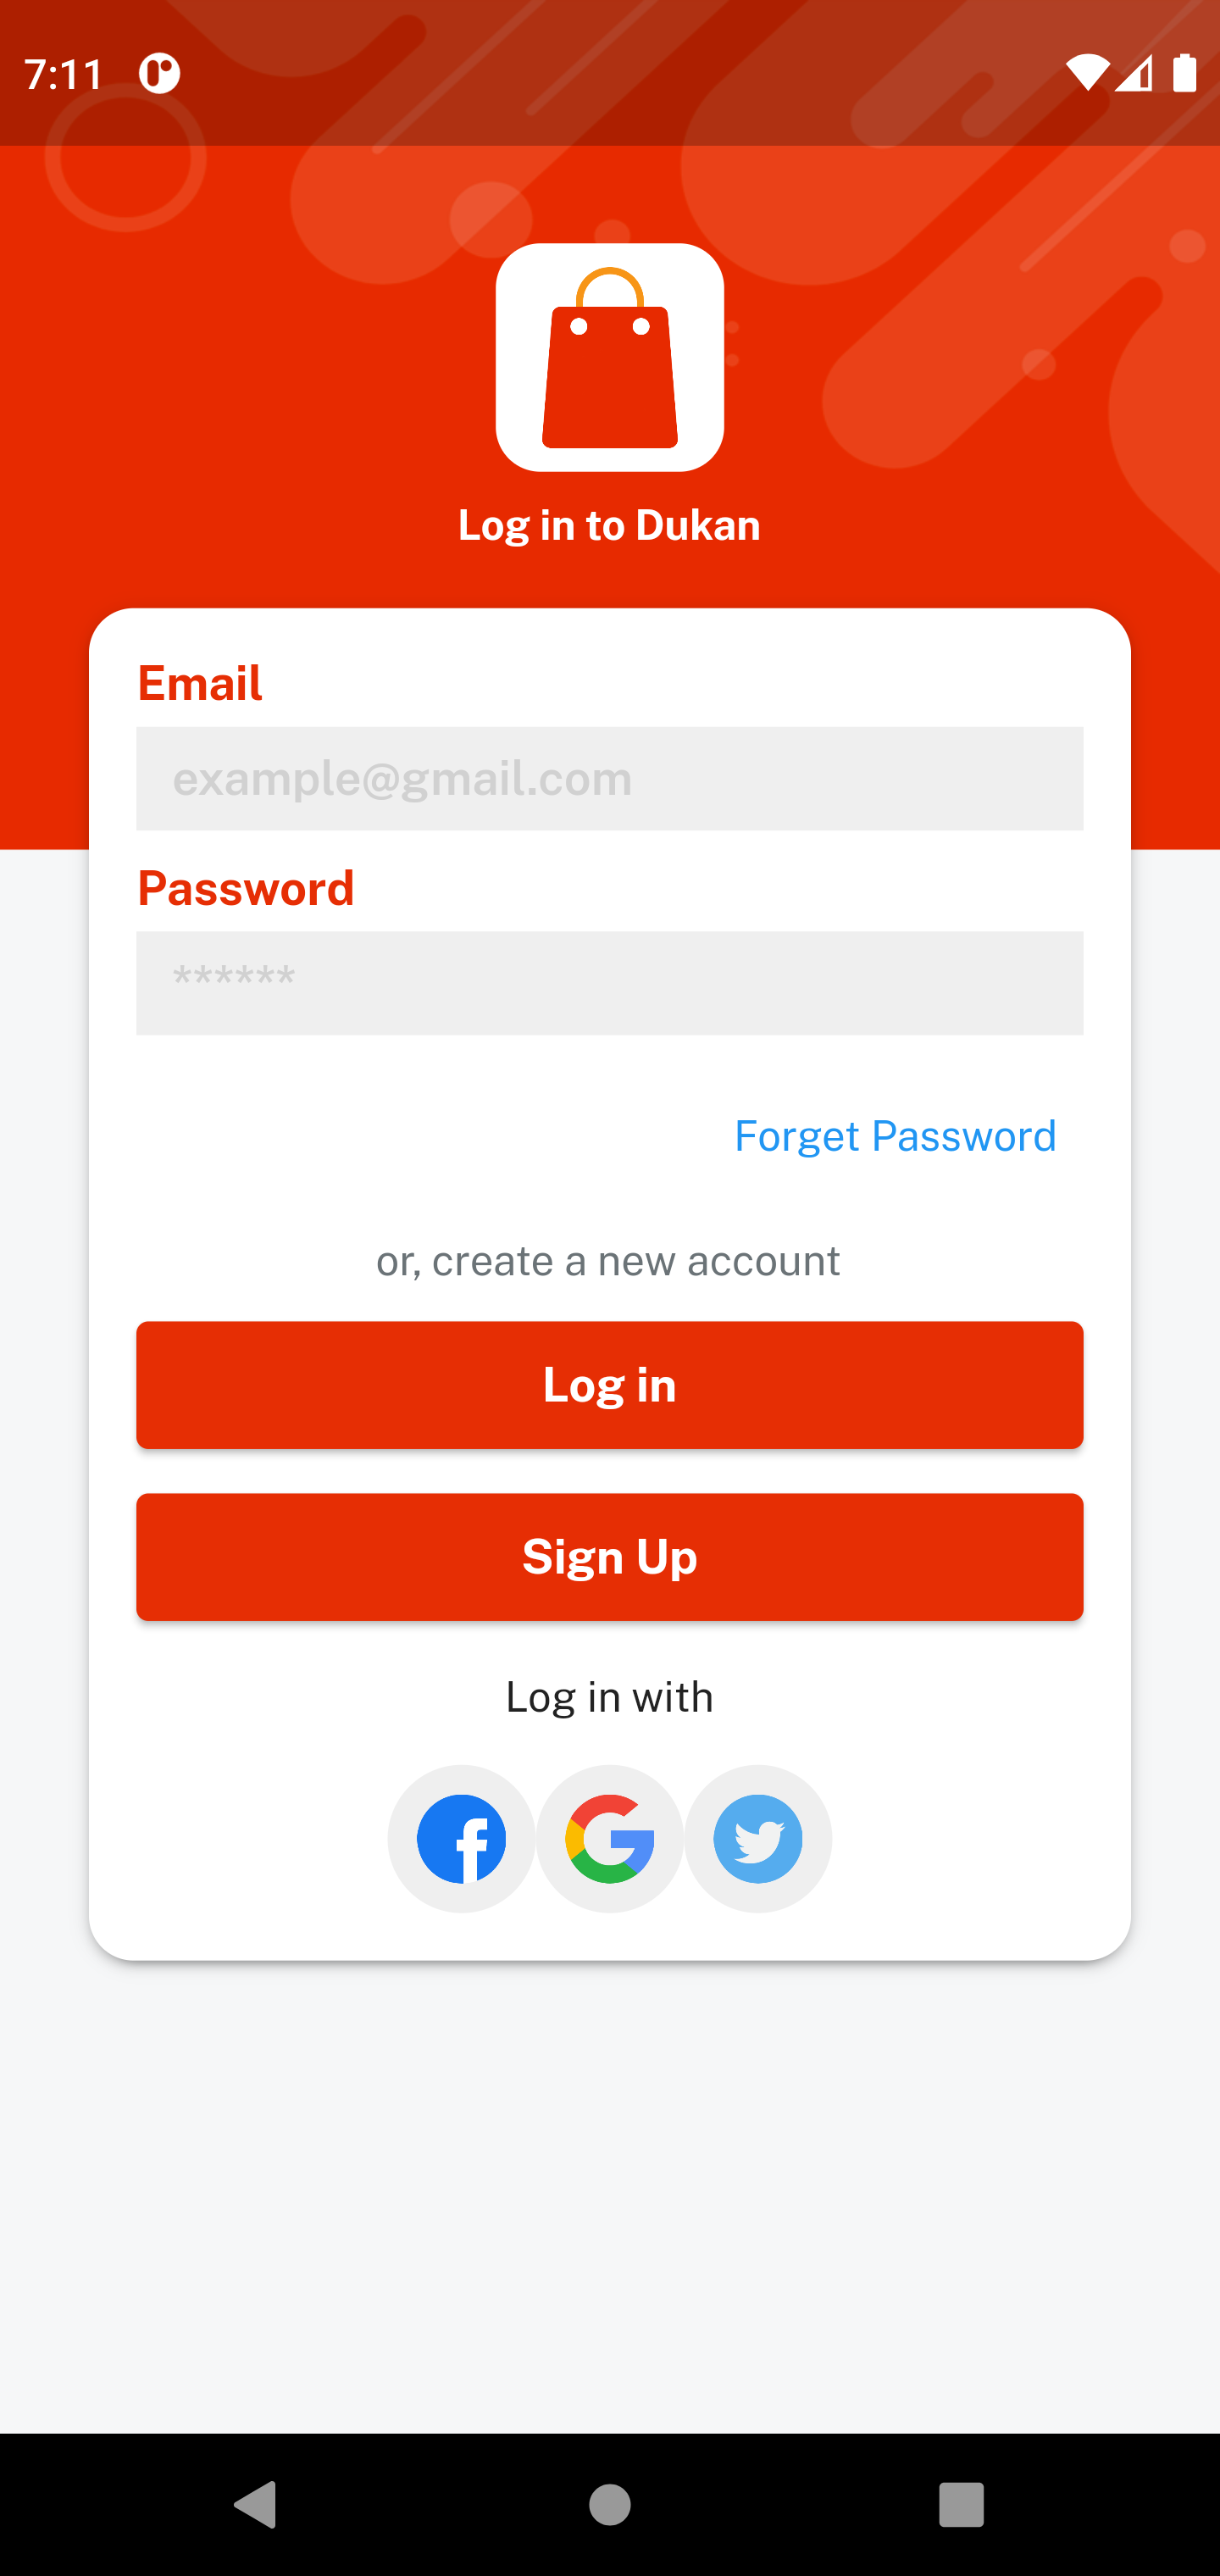 7:11
Log in to Dukan
Email
example@gmail.com
Password
******
Forget Password
or, create a new account
Log in
Sign Up
Log in with